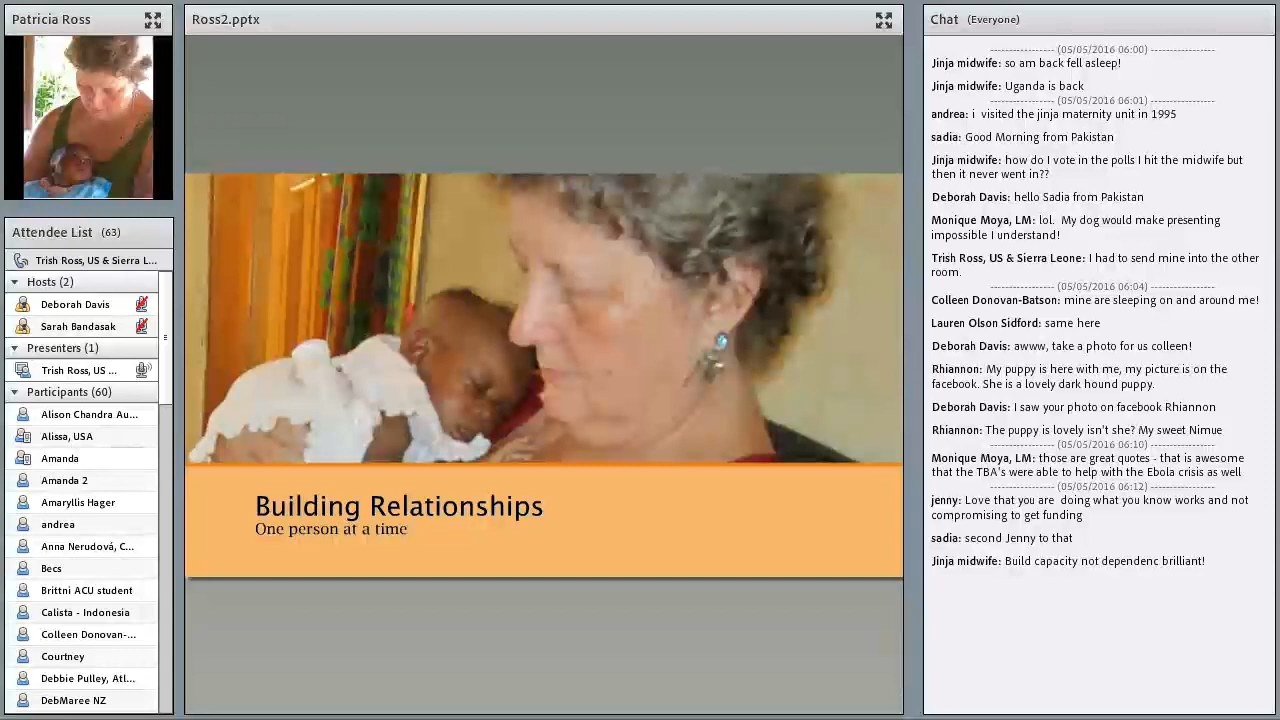 Patricia Ross
Attendee List (63)
Trish Ross, US & Sierra L...
Hosts (2)
Deborah Davis
Sarah Bandasak
Presenters (1)
Trish Ross, US ...
Participants (60)
Alison Chandra Au...
Alissa, USA
Amanda
Amanda 2
Amaryllis Hager
andrea
Anna Nerudová, C...
Becs
Brittni ACU student
Calista - Indonesia
Colleen Donovan-...
Courtney
Debbie Pulley, Atl...
DebMaree NZ
Ross2.pptx
Building Relationships
One person at a time
Chat (Everyone)
------------------ (05/05/2016 06:00) ------------------
Jinja midwife: so am back fell asleep!
Jinja midwife: Uganda is back
------------------ (05/05/2016 06:01) ------------------
andrea: i visited the jinja maternity unit in 1995
sadia: Good Morning from Pakistan
Jinja midwife: how do I vote in the polls I hit the midwife but
then it never went in??
Deborah Davis: hello Sadia from Pakistan
Monique Moya, LM: lol. My dog would make presenting
impossible I understand!
Trish Ross, US & Sierra Leone: I had to send mine into the other
room.
------------------ (05/05/2016 06:04) ------------------
Colleen Donovan-Batson: mine are sleeping on and around me!
Lauren Olson Sidford: same here
Deborah Davis: awww, take a photo for us colleen!
Rhiannon: My puppy is here with me, my picture is on the
facebook. She is a lovely dark hound puppy.
Deborah Davis: I saw your photo on facebook Rhiannon
Rhiannon: The puppy is lovely isn't she? My sweet Nimue
------------------ (05/05/2016 06:10) ------------------
Monique Moya, LM: those are great quotes - that is awesome
that the TBA's were able to help with the Ebola crisis as well
------------------ (05/05/2016 06:12) ------------------
jenny: Love that you are doing what you know works and not
compromising to get funding
sadia: second Jenny to that
Jinja midwife: Build capacity not dependenc brilliant!